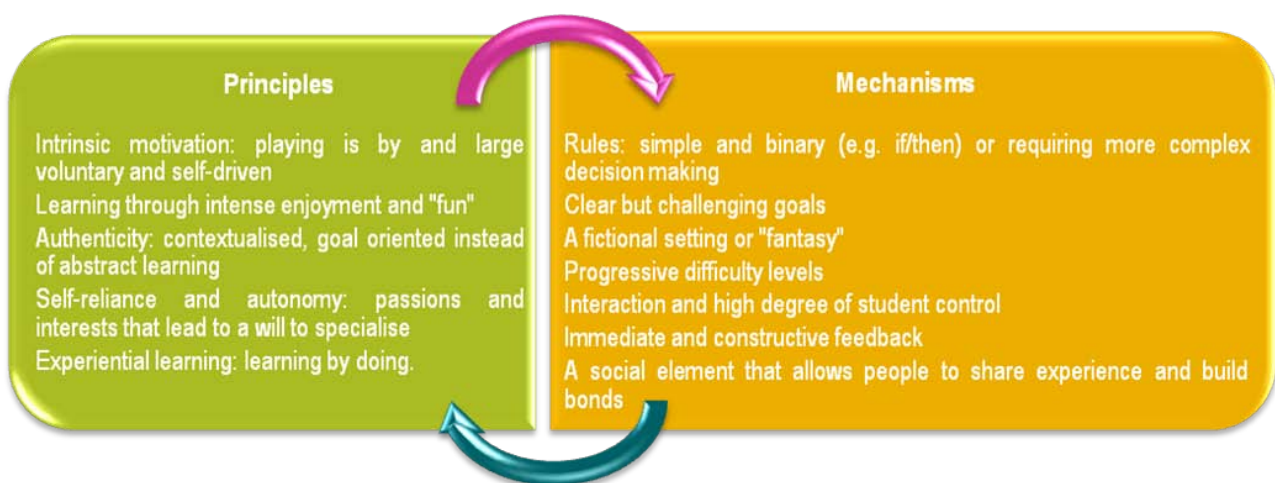 Principles
Intrinsic motivation: playing is by and large
voluntary and self-driven
Learning through intense enjoyment and "fun"
Authenticity: contextualised, goal oriented instead
of abstract learning
Self-reliance and autonomy: passions and
interests that lead to a will to specialise
Experiential learning: learning by doing.
Mechanisms
Rules: simple and binary (e.g. if/then) or requiring more complex
decision making
Clear but challenging goals
A fictional setting or "fantasy"
Progressive difficulty levels
Interaction and high degree of student control
Immediate and constructive feedback
A social element that allows people to share experience and build
bonds